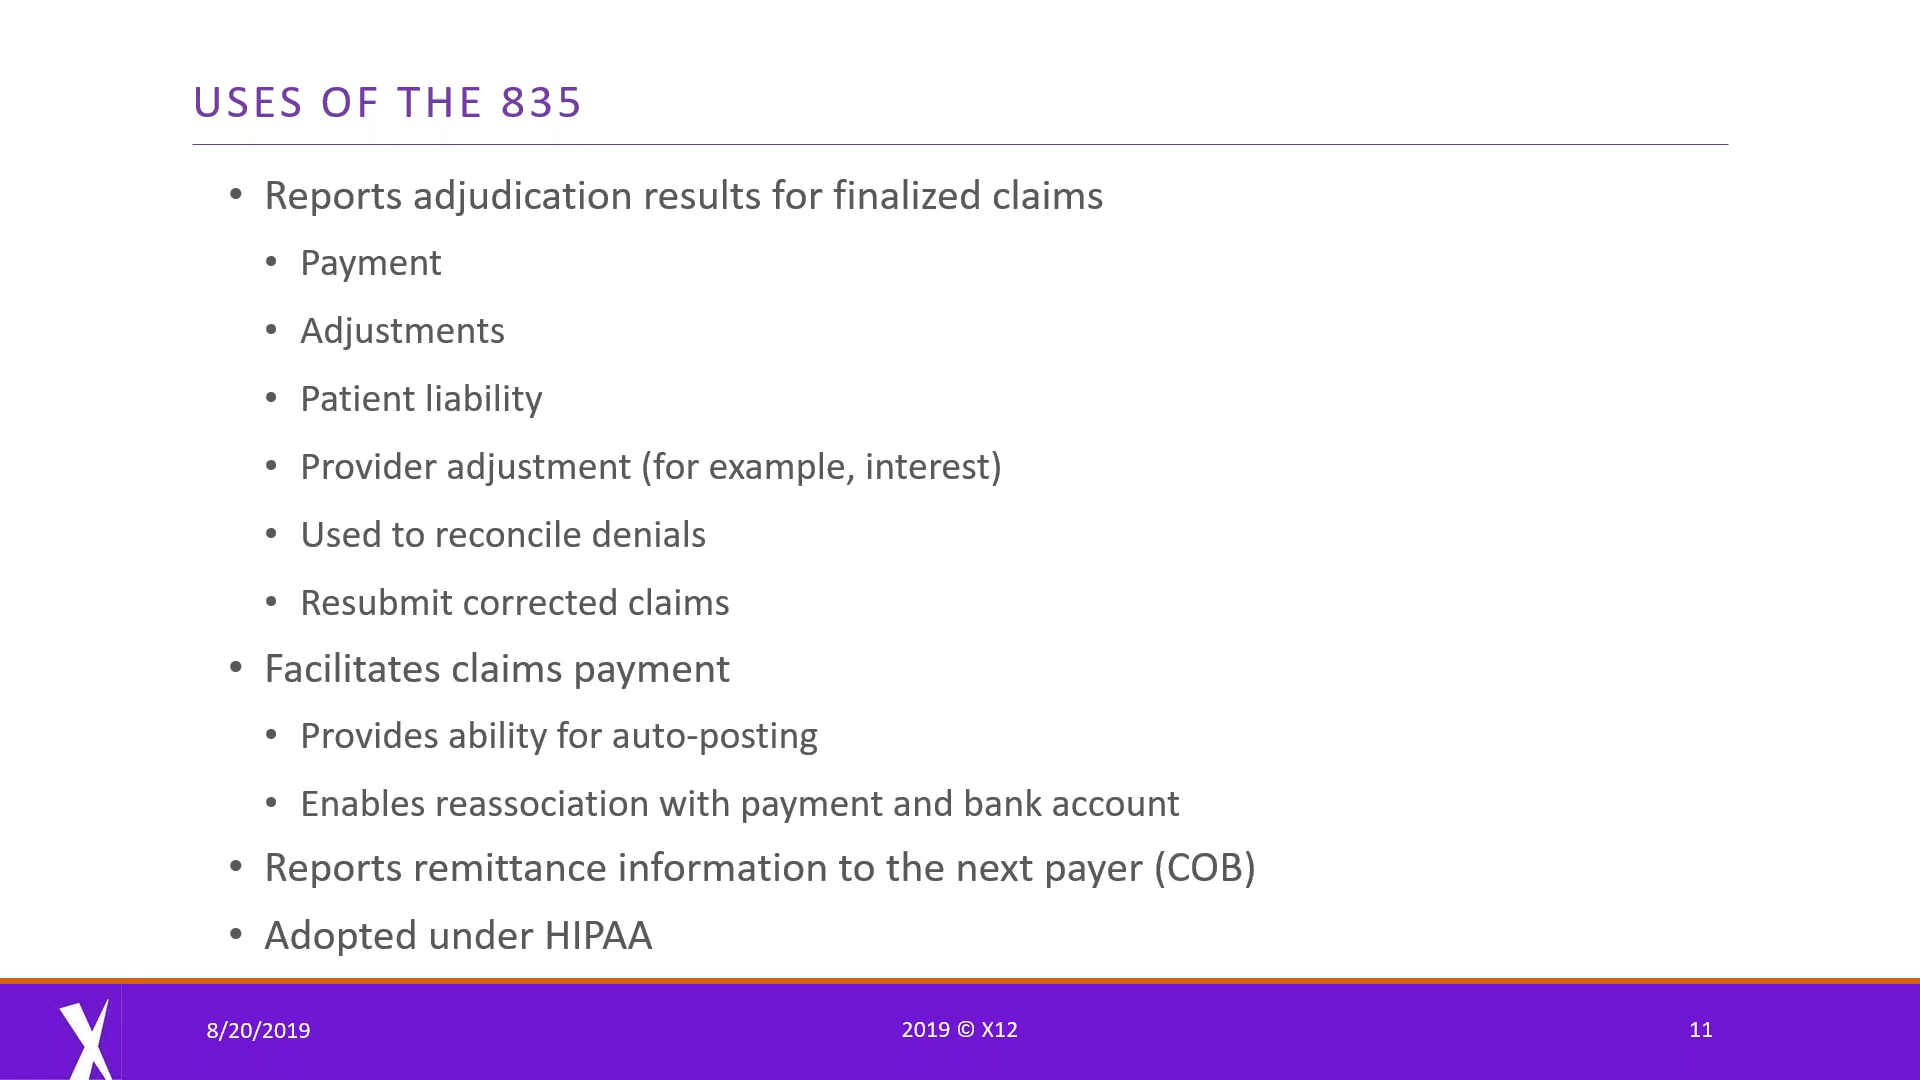 USES OF THE 835
• Reports adjudication results for finalized claims
• Payment
• Adjustments
• Patient liability
• Provider adjustment (for example, interest)
• Used to reconcile denials
• Resubmit corrected claims
• Facilitates claims payment
• Provides ability for auto-posting
• Enables reassociation with payment and bank account
• Reports remittance information to the next payer (COB)
• Adopted under HIPAA
X
8/20/2019
2019 © X12
11